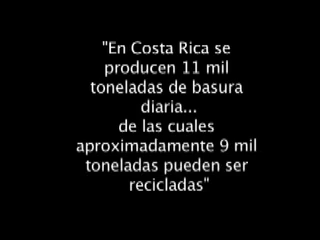 "En Costa Rica se
producen 11 mil
toneladas de basura
diaria...
de las cuales
aproximadamente 9 mil
toneladas pueden ser
recicladas"